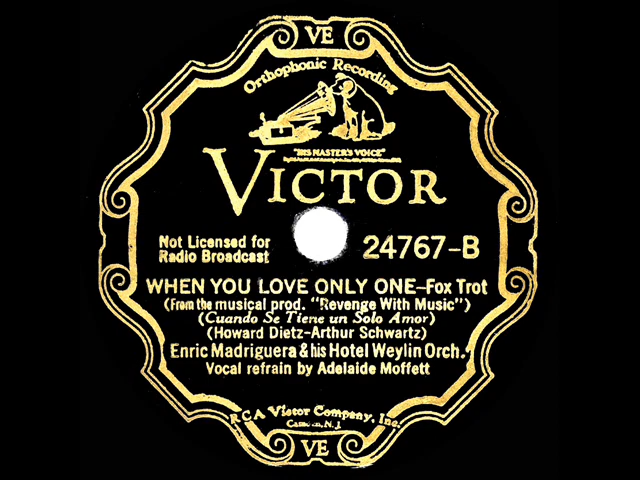 VE
Orthophonic Recording
"HIS MASTER'S VOICE"
VICTOR
Not Licensed for
Radio Broadcast
24767-B
WHEN YOU LOVE ONLY ONE-Fox Trot
(From the musical prod. "Revenge With Music")
(Cuando Se Tiene un Solo Amor)
(Howard Dietz-Arthur Schwartz)
Enric Madriguera & his Hotel Weylin Orch.
Vocal refrain by Adelaide Moffett
RCA Victor Company, Inc.
Camden, N.J.
VE